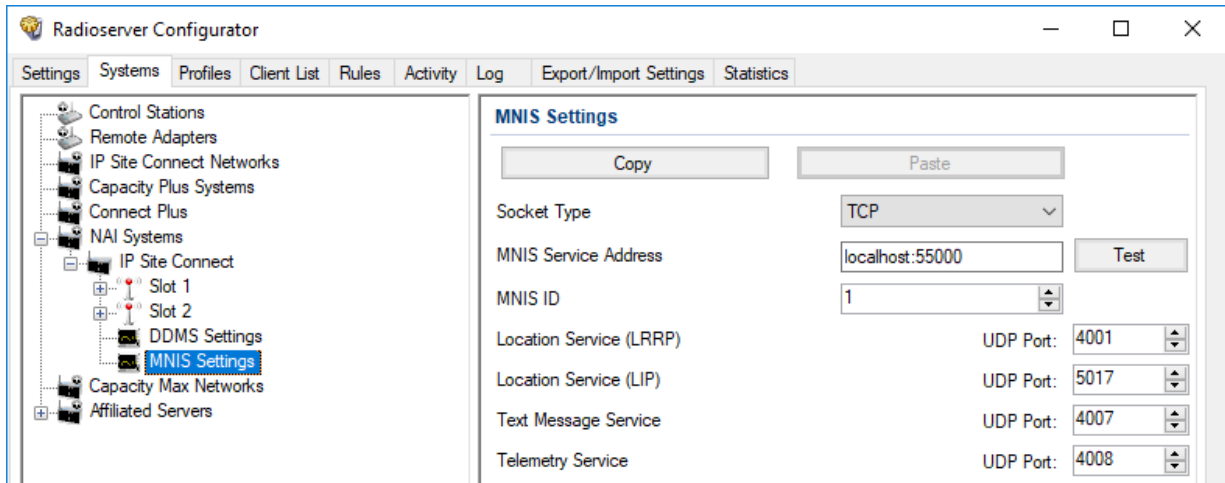 Radioserver Configurator
Settings Systems Profiles Client List Rules Activity Log Export/Import Settings Statistics
Control Stations
Remote Adapters
IP Site Connect Networks
Capacity Plus Systems
Connect Plus
NAI Systems
IP Site Connect
Slot 1
Slot 2
DDMS Settings
MNIS Settings
Capacity Max Networks
Affiliated Servers
MNIS Settings
Copy Paste
Socket Type TCP
MNIS Service Address localhost:55000 Test
MNIS ID 1
Location Service (LRRP) UDP Port: 4001
Location Service (LIP) UDP Port: 5017
Text Message Service UDP Port: 4007
Telemetry Service UDP Port: 4008